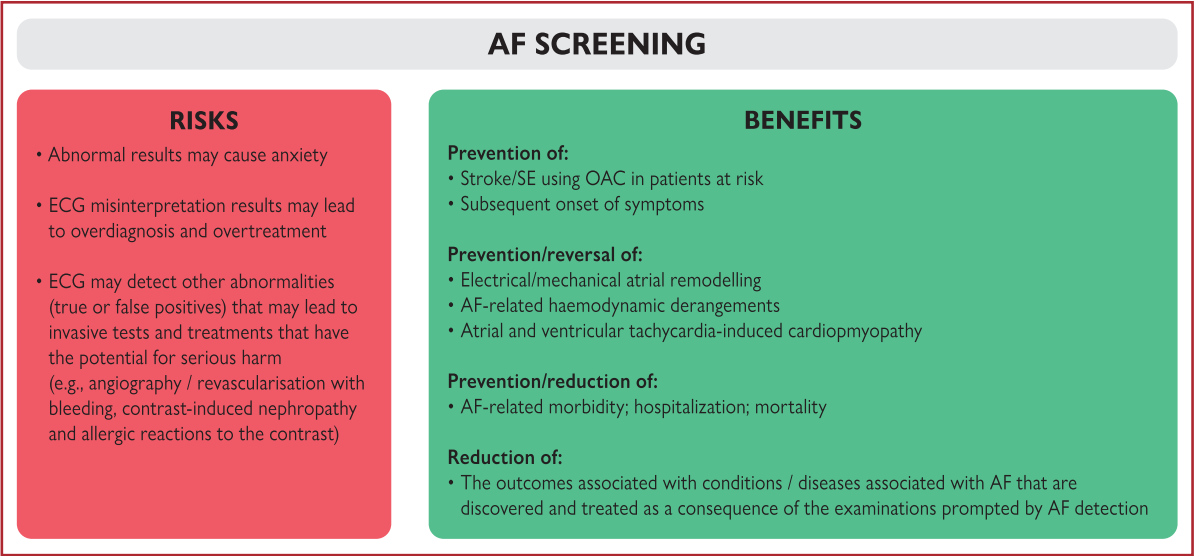 AF SCREENING
RISKS
• Abnormal results may cause anxiety
• ECG misinterpretation results may lead
to overdiagnosis and overtreatment
• ECG may detect other abnormalities
(true or false positives) that may lead to
invasive tests and treatments that have
the potential for serious harm
(e.g., angiography / revascularisation with
bleeding, contrast-induced nephropathy
and allergic reactions to the contrast)
BENEFITS
Prevention of:
• Stroke/SE using OAC in patients at risk
• Subsequent onset of symptoms
Prevention/reversal of:
• Electrical/mechanical atrial remodelling
• AF-related haemodynamic derangements
• Atrial and ventricular tachycardia-induced cardiopmyopathy
Prevention/reduction of:
• AF-related morbidity; hospitalization; mortality
Reduction of:
• The outcomes associated with conditions / diseases associated with AF that are
discovered and treated as a consequence of the examinations prompted by AF detection